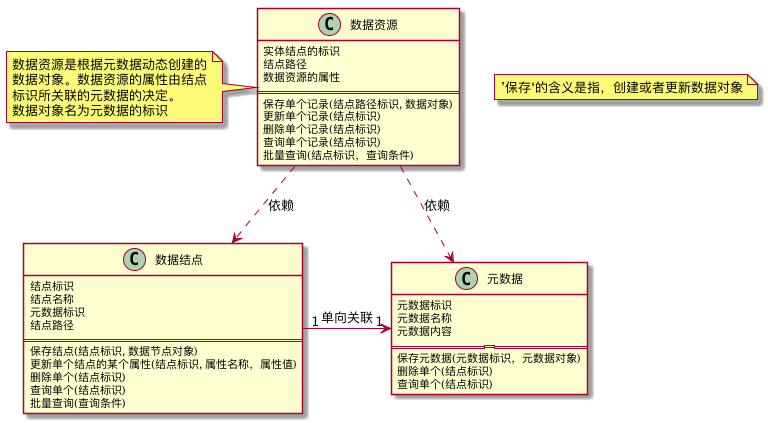 C 数据资源
实体结点的标识
结点路径
数据资源的属性
保存单个记录(结点路径标识, 数据对象)
更新单个记录(结点标识)
删除单个记录(结点标识)
查询单个记录(结点标识)
批量查询(结点标识，查询条件)
数据资源是根据元数据动态创建的
数据对象。数据资源的属性由结点
标识所关联的元数据的决定。
数据对象名为元数据的标识
’保存‘的含义是指，创建或者更新数据对象
依赖
依赖
C 数据结点
结点标识
结点名称
元数据标识
结点路径
保存结点(结点标识, 数据节点对象)
更新单个结点的某个属性(结点标识, 属性名称，属性值)
删除单个(结点标识)
查询单个(结点标识)
批量查询(查询条件)
1 单向关联 1
C 元数据
元数据标识
元数据名称
元数据内容
保存元数据(元数据标识，元数据对象)
删除单个(结点标识)
查询单个(结点标识)